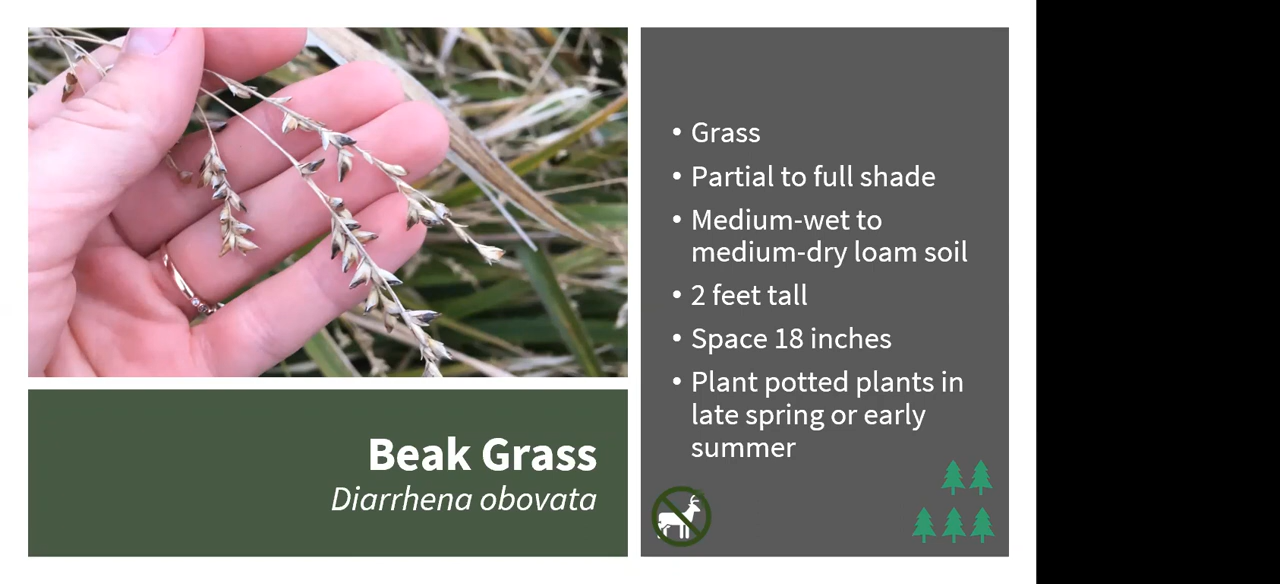 Beak Grass
Diarrhena obovata
• Grass
• Partial to full shade
• Medium-wet to
medium-dry loam soil
• 2 feet tall
• Space 18 inches
• Plant potted plants in
late spring or early
summer